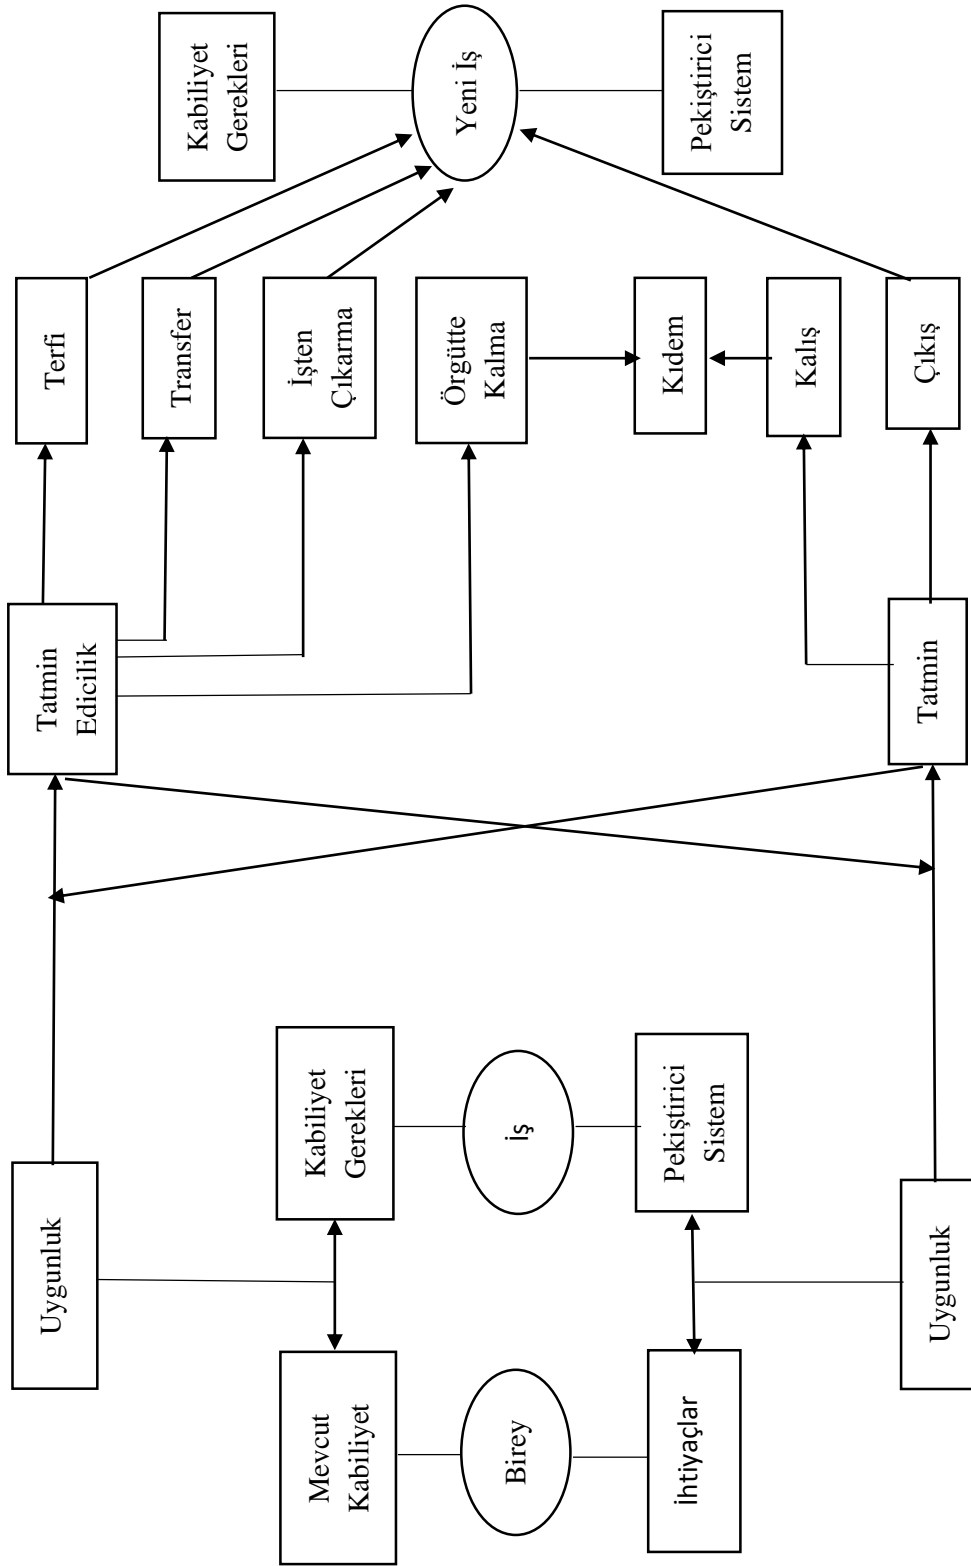 Uygunluk
Tatmin
Edicilik
Terfi
Transfer
Kabiliyet
Gerekleri
Mevcut
Kabiliyet
Kabiliyet
Gerekleri
İşten
Çıkarma
Örgütte
Kalma
Yeni İş
Birey
İş
İhtiyaçlar
Pekiştirici
Sistem
Kıdem
Pekiştirici
Sistem
Kalış
Uygunluk
Tatmin
Çıkış